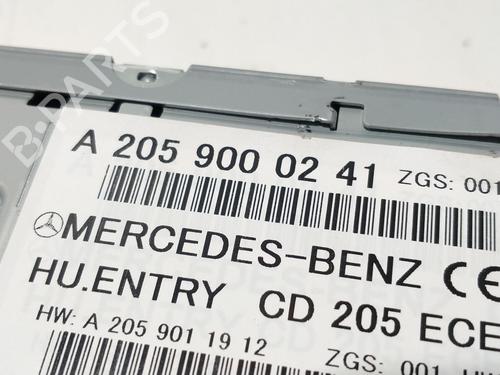 A 205 900 02 41 ZGS: 001
MERCEDES-BENZ CE
HU.ENTRY CD 205 ECE
HW: A 205 901 19 12 ZGS: 001 HW
B-PARTS